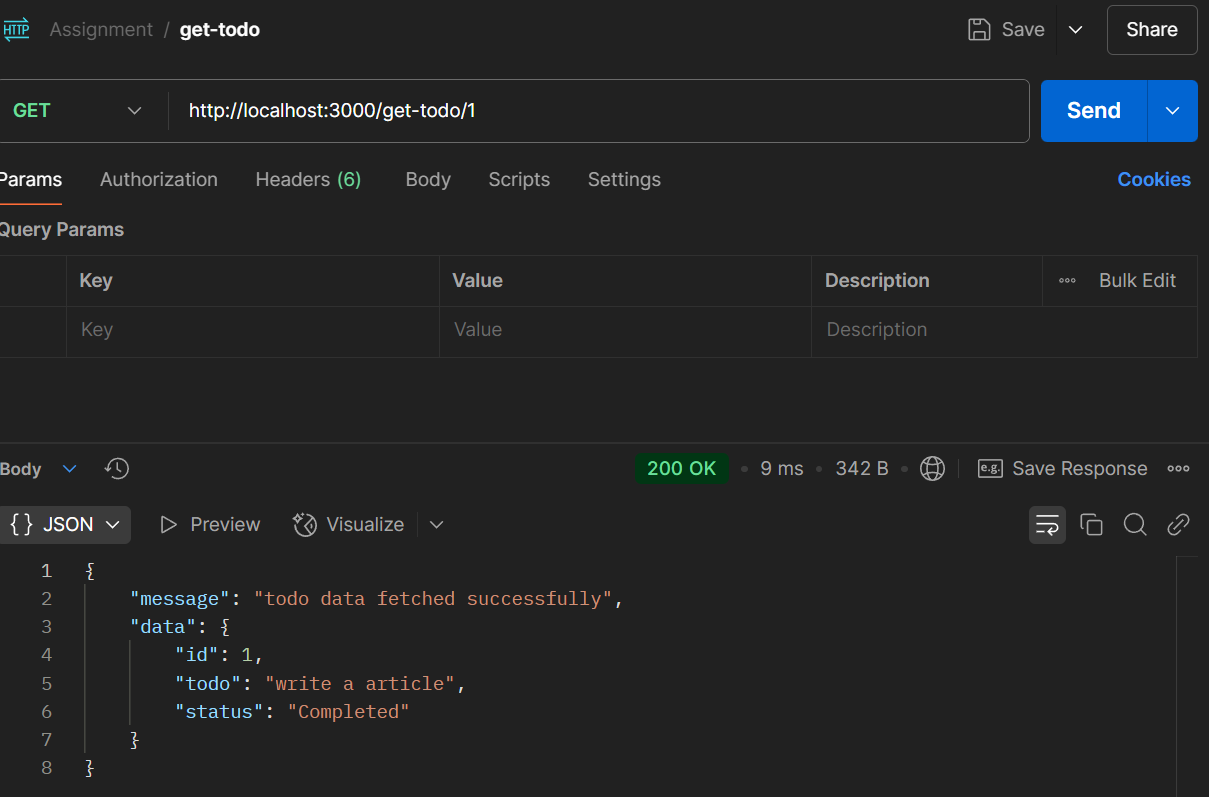 HTTP Assignment / get-todo Save Share
GET http://localhost:3000/get-todo/1 Send
Params Authorization Headers (6) Body Scripts Settings Cookies
Query Params
Key Value Description Bulk Edit
Key Value Description
Body 200 OK 9 ms 342 B e.g. Save Response
{} JSON Preview Visualize
1 {
2 "message": "todo data fetched successfully",
3 "data": {
4 "id": 1,
5 "todo": "write a article",
6 "status": "Completed"
7 }
8 }